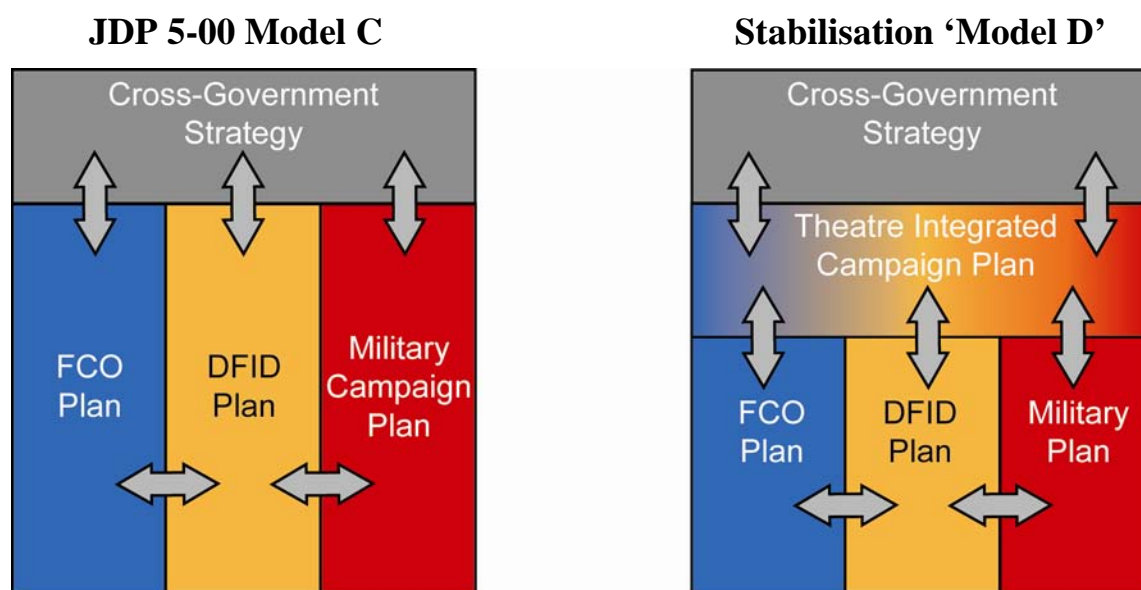 JDP 5-00 Model C
Cross-Government
Strategy
FCO
Plan
DFID
Plan
Military
Campaign
Plan
Stabilisation ‘Model D’
Cross-Government
Strategy
Theatre Integrated
Campaign Plan
FCO
Plan
DFID
Plan
Military
Plan